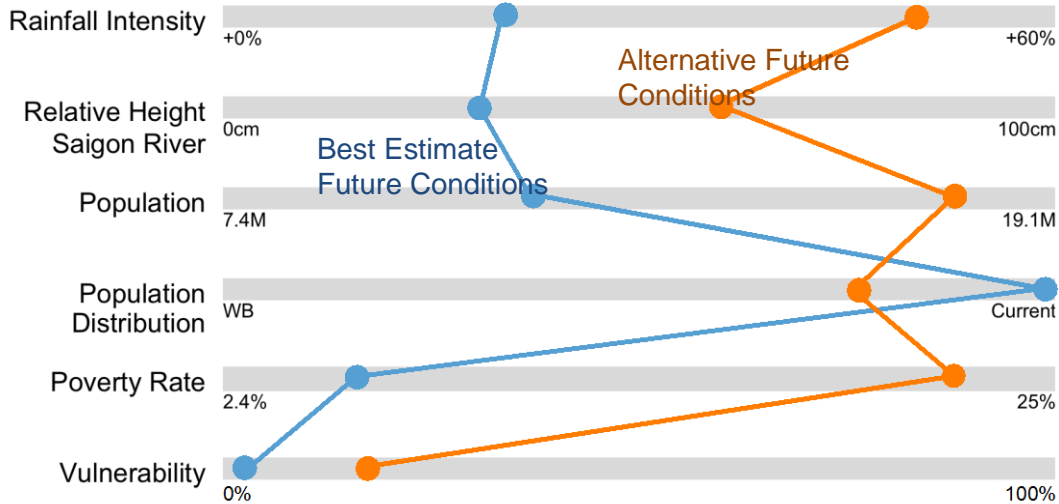 Rainfall Intensity
+0%
+60%
Alternative Future
Conditions
Relative Height
Saigon River
0cm
100cm
Best Estimate
Future Conditions
Population
7.4M
19.1M
Population
Distribution
WB
Current
Poverty Rate
2.4%
25%
Vulnerability
0%
100%